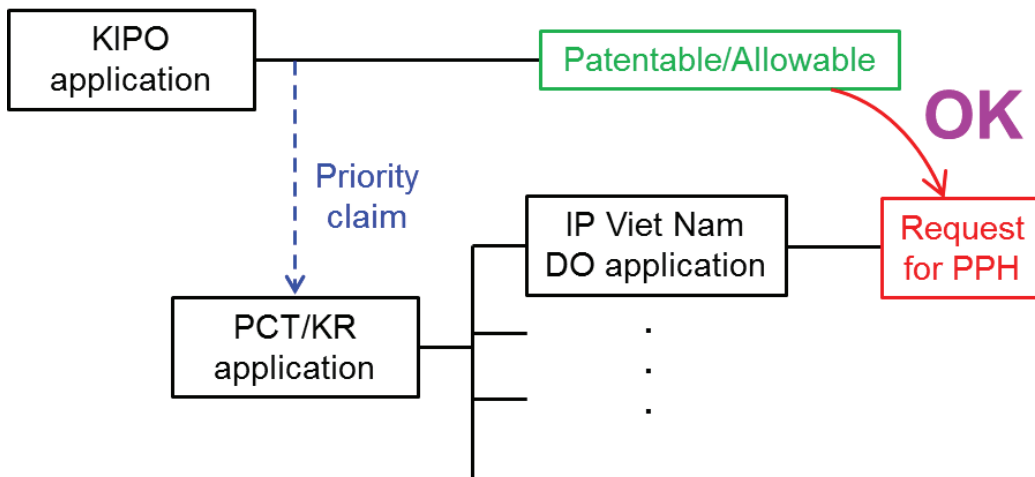 KIPO
application
Patentable/Allowable
OK
Priority
claim
IP Viet Nam
DO application
Request
for PPH
PCT/KR
application